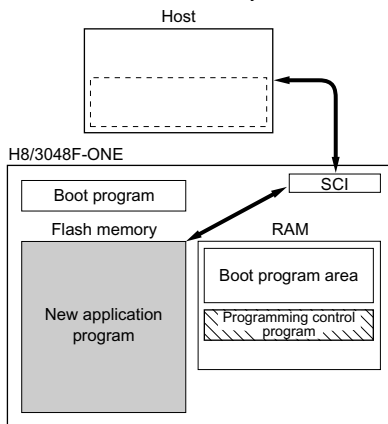 Host
H8/3048F-ONE
SCI
Boot program
Flash memory
RAM
Boot program area
New application
program
Programming control
program